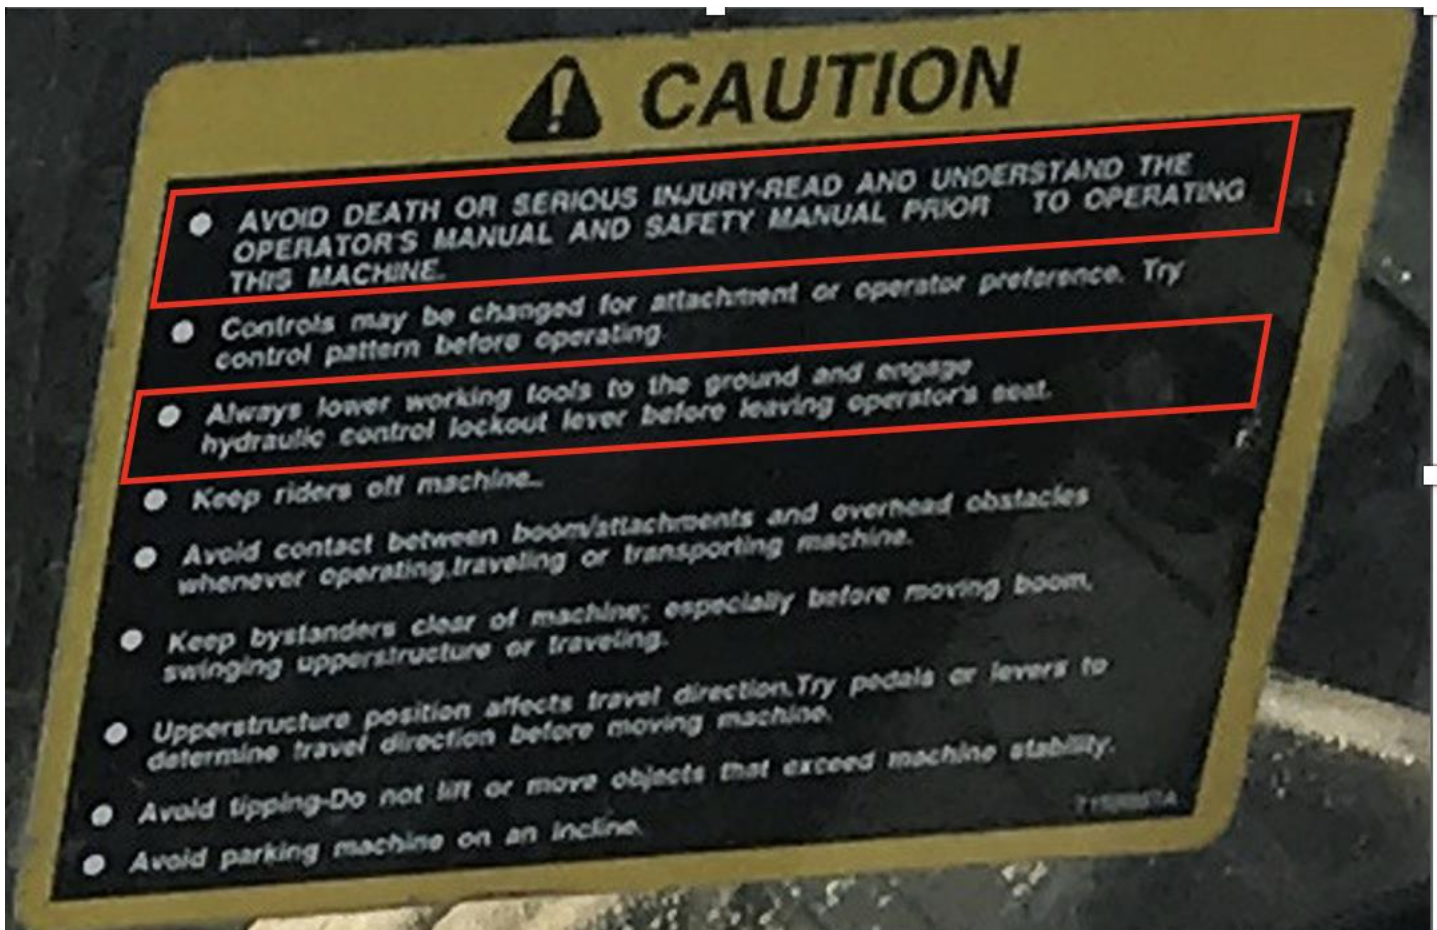 CAUTION
AVOID DEATH OR SERIOUS INJURY-READ AND UNDERSTAND THE
OPERATOR'S MANUAL AND SAFETY MANUAL PRIOR TO OPERATING
THIS MACHINE.
Controls may be changed for attachment or operator preference. Try
control pattern before operating
Always lower working tools to the ground and engage
hydraulic control lockout lever before leaving operator's seat.
Keep riders off machine.
Avoid contact between boom/attachments and overhead obstacles
whenever operating, traveling or transporting machine.
Keep bystanders clear of machine; especially before moving boom,
swinging upperstructure or traveling.
Upperstructure position affects travel direction. Try pedals or levers to
determine travel direction before moving machine.
Avoid tipping-Do not lift or move objects that exceed machine stability.
Avoid parking machine on an incline.